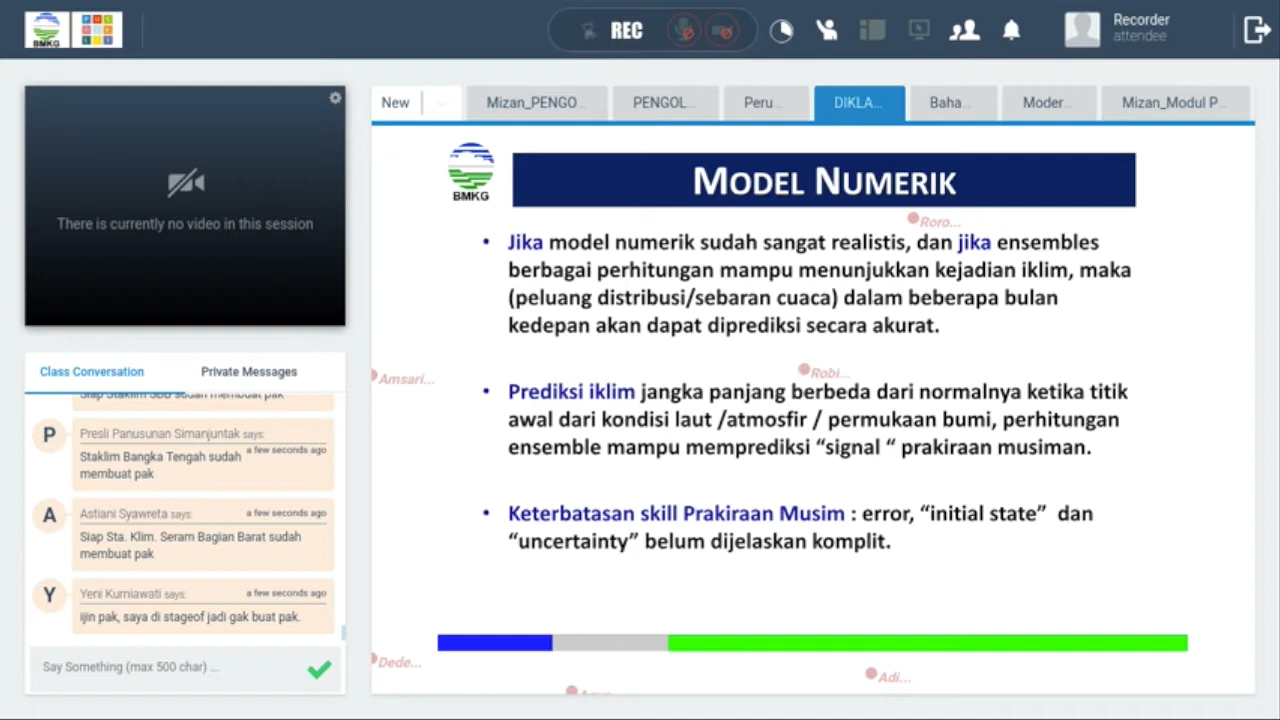 BMKG
REC
Recorder
attendee
There is currently no video in this session
Class Conversation
Private Messages
Siap Staklim SBB sudah membuat pak
P
Presli Panusunan Simanjuntak says:
a few seconds ago
Staklim Bangka Tengah sudah
membuat pak
A
Astiani Syawreta says:
a few seconds ago
Siap Sta. Klim. Seram Bagian Barat sudah
membuat pak
Y
Yeni Kurniawati says:
a few seconds ago
ijin pak, saya di stageof jadi gak buat pak.
Say Something (max 500 char) ...
New
Mizan_PENGO...
PENGOL...
Peru...
DIKLA...
Baha...
Moder...
Mizan_Modul P...
BMKG
MODEL NUMERIK
Roro...
• Jika model numerik sudah sangat realistis, dan jika ensembles
berbagai perhitungan mampu menunjukkan kejadian iklim, maka
(peluang distribusi/sebaran cuaca) dalam beberapa bulan
kedepan akan dapat diprediksi secara akurat.
Amsari...
Robi...
• Prediksi iklim jangka panjang berbeda dari normalnya ketika titik
awal dari kondisi laut /atmosfir / permukaan bumi, perhitungan
ensemble mampu memprediksi “signal “ prakiraan musiman.
• Keterbatasan skill Prakiraan Musim : error, “initial state” dan
“uncertainty” belum dijelaskan komplit.
Dede...
Adi...